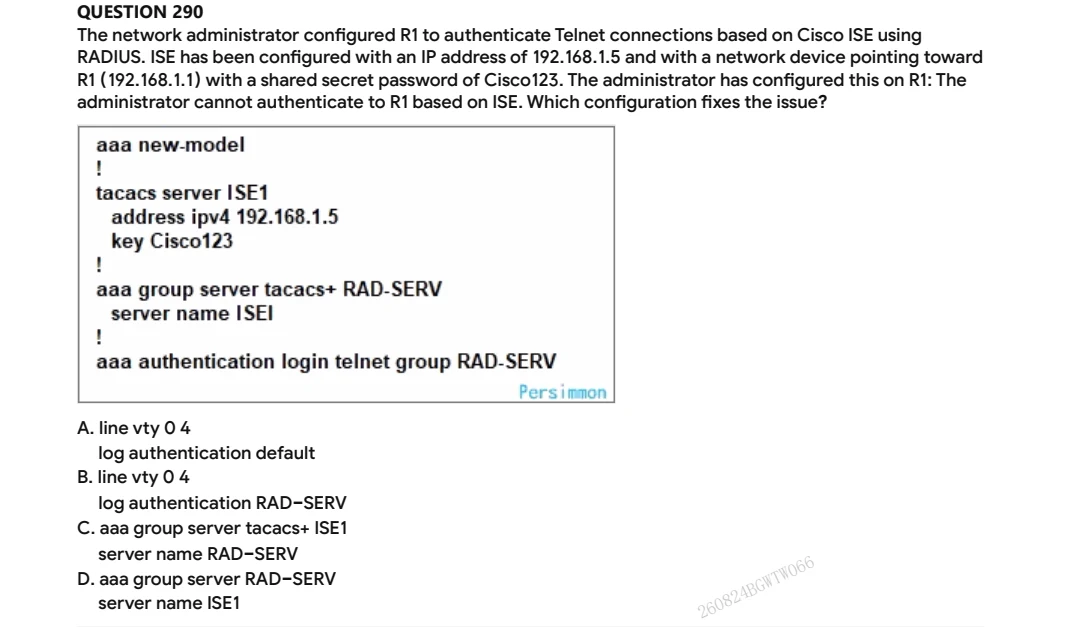 QUESTION 290
The network administrator configured R1 to authenticate Telnet connections based on Cisco ISE using
RADIUS. ISE has been configured with an IP address of 192.168.1.5 and with a network device pointing toward
R1 (192.168.1.1) with a shared secret password of Cisco123. The administrator has configured this on R1: The
administrator cannot authenticate to R1 based on ISE. Which configuration fixes the issue?
aaa new-model
!
tacacs server ISE1
address ipv4 192.168.1.5
key Cisco123
!
aaa group server tacacs+ RAD-SERV
server name ISEI
!
aaa authentication login telnet group RAD-SERV
Persimmon
A. line vty 0 4
log authentication default
B. line vty 0 4
log authentication RAD-SERV
C. aaa group server tacacs+ ISE1
server name RAD-SERV
D. aaa group server RAD-SERV
server name ISE1
260824BGWTW066